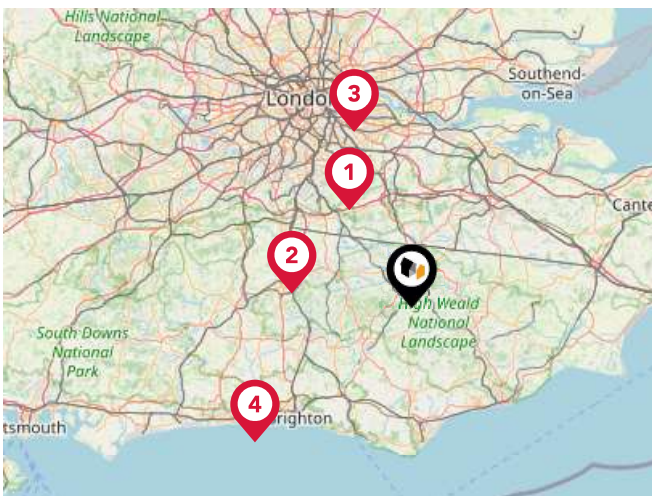 Hills National
Landscape
Southend-
on-Sea
Londo
3
1
Cante
2
High Weald
National
Landscape
South Downs
National
Park
4
righton
tsmouth